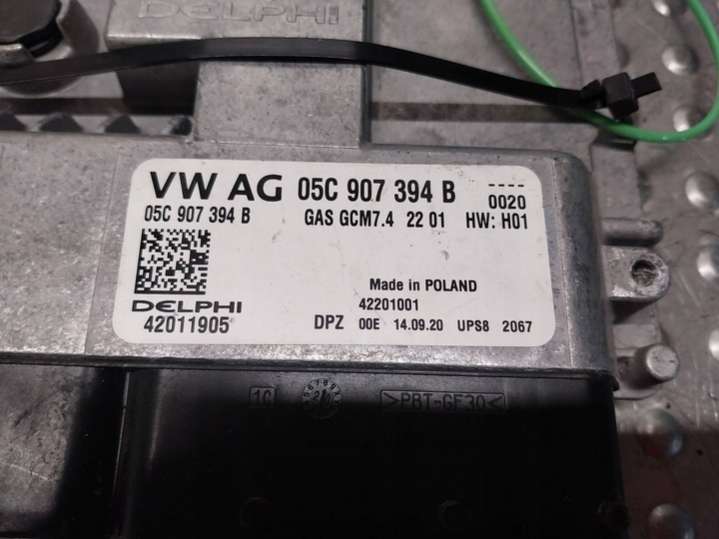 DELPHI
VW AG 05C 907 394 B ----
0020
05C 907 394 B GAS GCM7.4 22 01 HW: H01
Made in POLAND
DELPHI 42201001
42011905 DPZ 00E 14.09.20 UPS8 2067
1C >PBT-GF30<